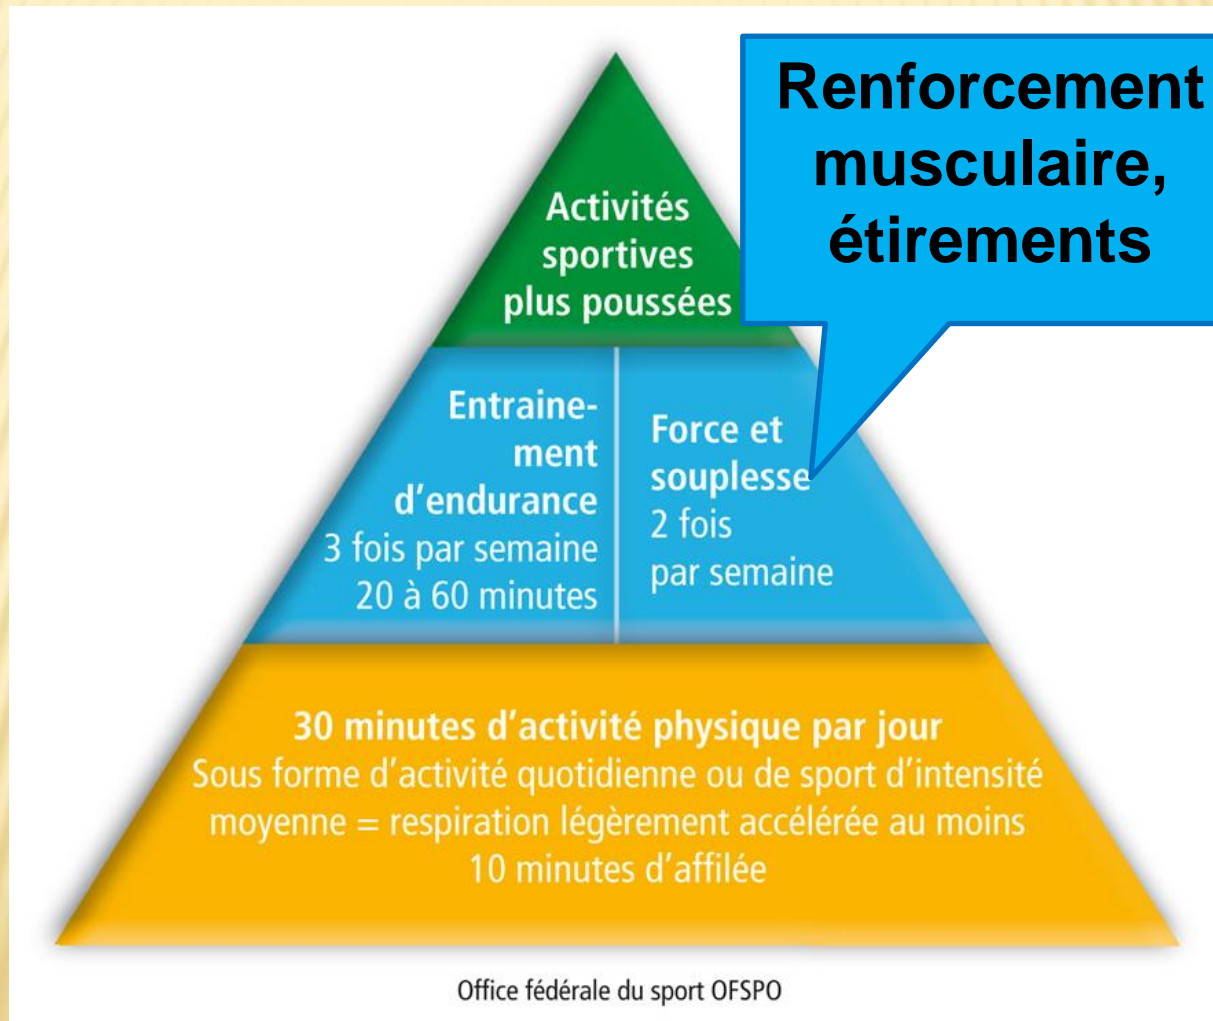 Renforcement
musculaire,
étirements
Activités
sportives
plus poussées
Entraine-
ment
d'endurance
3 fois par semaine
20 à 60 minutes
Force et
souplesse
2 fois
par semaine
30 minutes d'activité physique par jour
Sous forme d'activité quotidienne ou de sport d'intensité
moyenne = respiration légèrement accélérée au moins
10 minutes d'affilée
Office fédérale du sport OFSPO